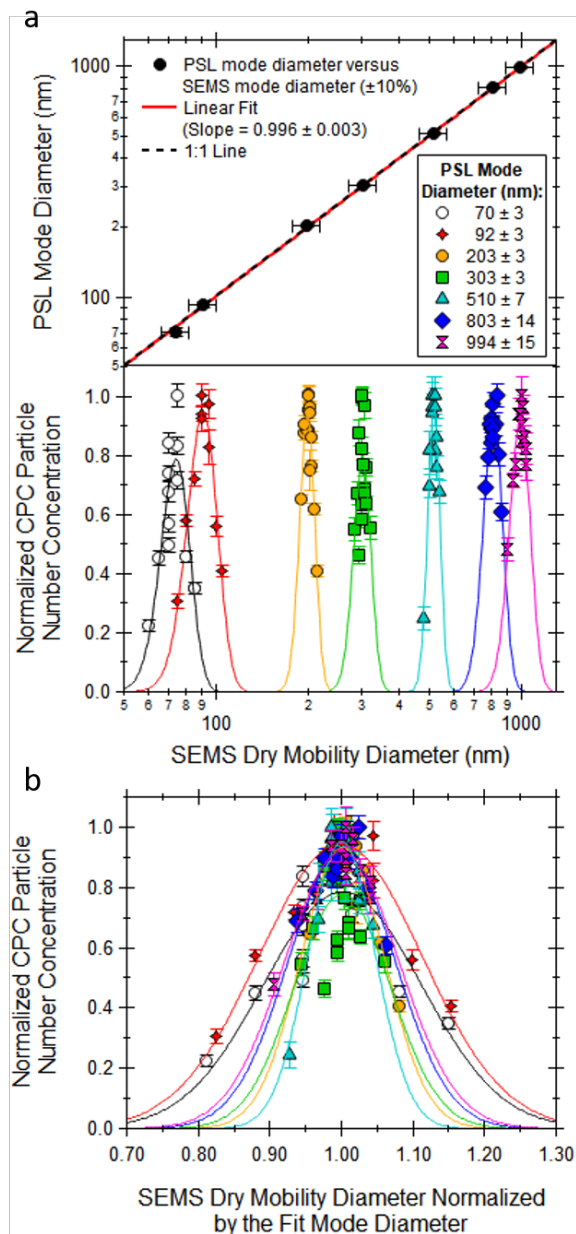 a
PSL Mode Diameter (nm)
1000
7
6
5
4
3
2
100
7
6
5
PSL mode diameter versus
SEMS mode diameter (±10%)
Linear Fit
(Slope = 0.996 ± 0.003)
1:1 Line
PSL Mode
Diameter (nm):
70 ± 3
92 ± 3
203 ± 3
303 ± 3
510 ± 7
803 ± 14
994 ± 15
Normalized CPC Particle
Number Concentration
1.0
0.8
0.6
0.4
0.2
0.0
5 6 7 8 9 100 2 3 4 5 6 7 8 9 1000
SEMS Dry Mobility Diameter (nm)
b
Normalized CPC Particle
Number Concentration
1.0
0.8
0.6
0.4
0.2
0.0
0.70 0.80 0.90 1.00 1.10 1.20 1.30
SEMS Dry Mobility Diameter Normalized
by the Fit Mode Diameter